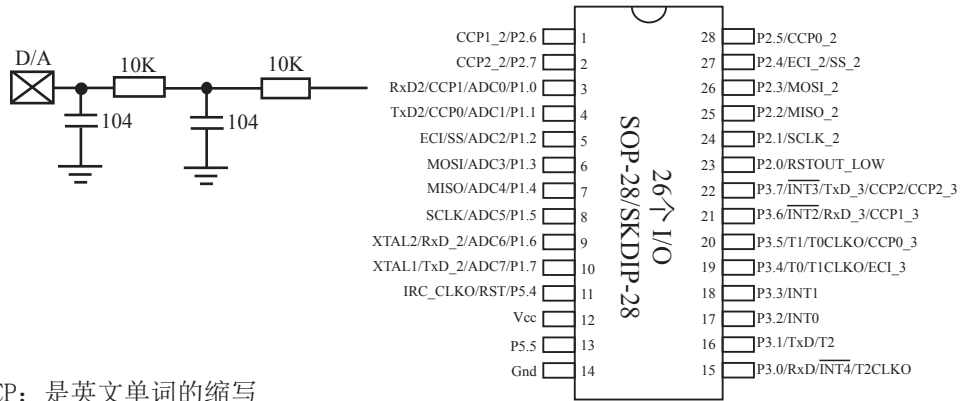 D/A
10K
10K
104
104
CCP1_2/P2.6 1
CCP2_2/P2.7 2
RxD2/CCP1/ADC0/P1.0 3
TxD2/CCP0/ADC1/P1.1 4
ECI/SS/ADC2/P1.2 5
MOSI/ADC3/P1.3 6
MISO/ADC4/P1.4 7
SCLK/ADC5/P1.5 8
XTAL2/RxD_2/ADC6/P1.6 9
XTAL1/TxD_2/ADC7/P1.7 10
IRC_CLKO/RST/P5.4 11
Vcc 12
P5.5 13
Gnd 14
26个 I/O
SOP-28/SKDIP-28
28 P2.5/CCP0_2
27 P2.4/ECI_2/SS_2
26 P2.3/MOSI_2
25 P2.2/MISO_2
24 P2.1/SCLK_2
23 P2.0/RSTOUT_LOW
22 P3.7/INT3/TxD_3/CCP2/CCP2_3
21 P3.6/INT2/RxD_3/CCP1_3
20 P3.5/T1/T0CLKO/CCP0_3
19 P3.4/T0/T1CLKO/ECI_3
18 P3.3/INT1
17 P3.2/INT0
16 P3.1/TxD/T2
15 P3.0/RxD/INT4/T2CLKO
CP：是英文单词的缩写